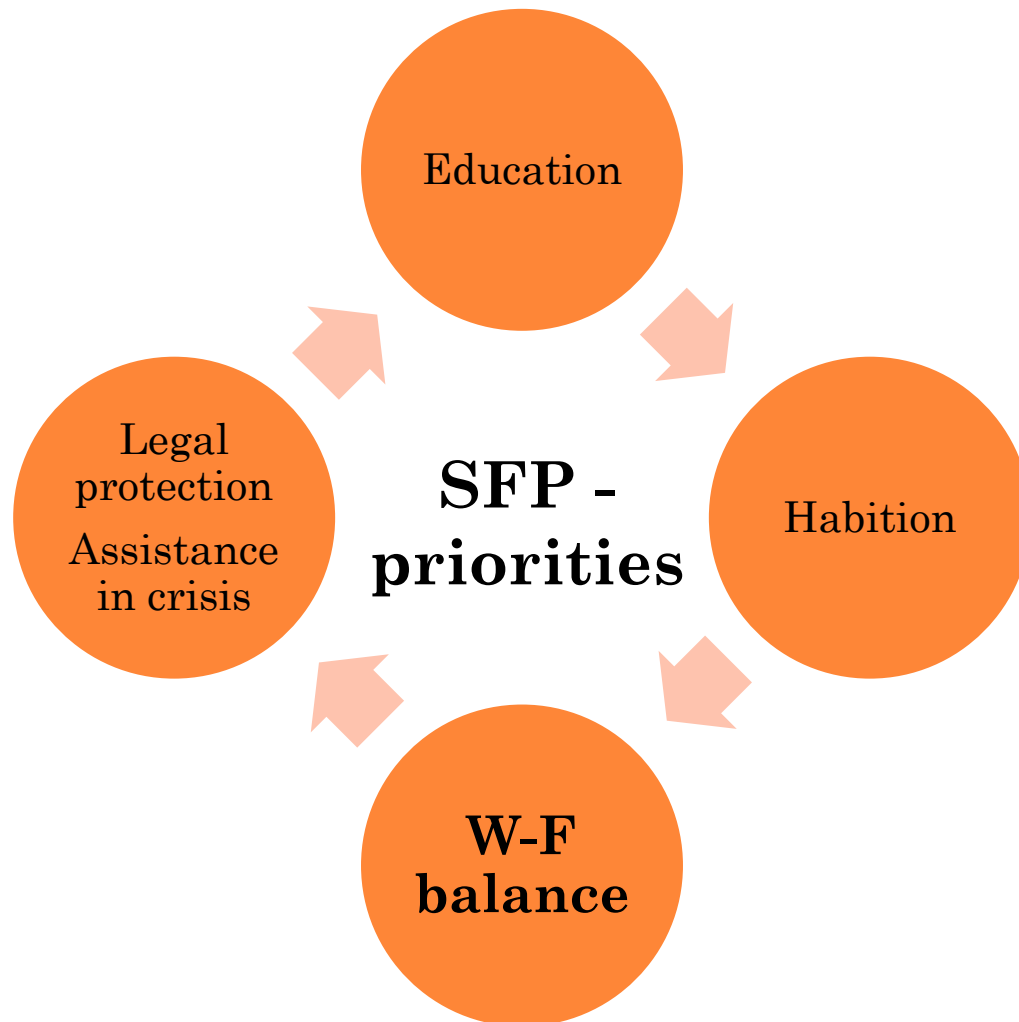 Education
Legal
protection
Assistance
in crisis
SFP -
priorities
Habition
W-F
balance